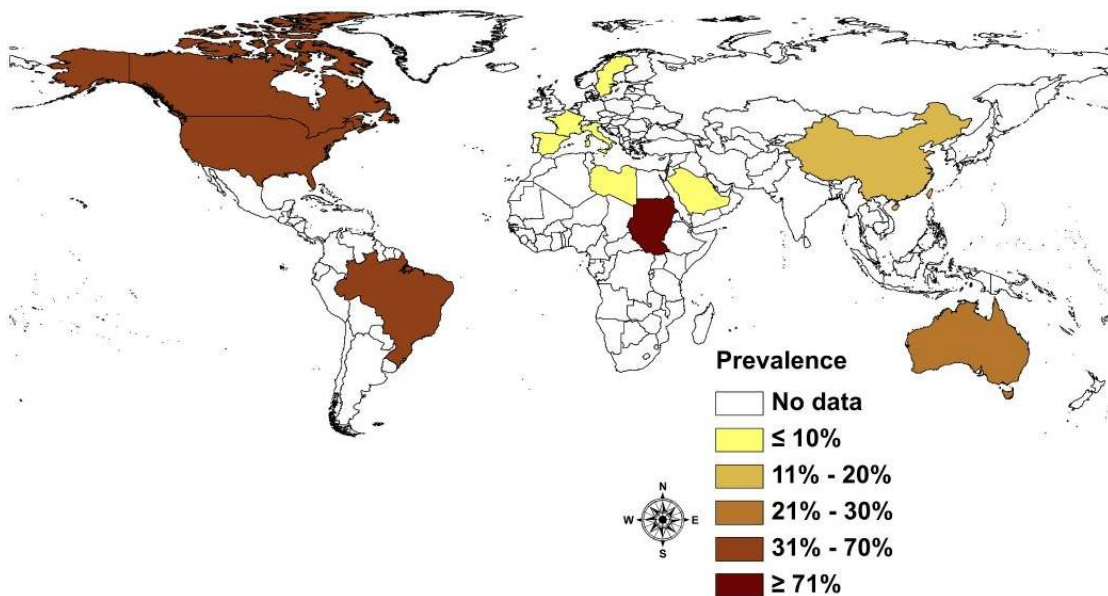 Prevalence
No data
≤ 10%
11% - 20%
21% - 30%
31% - 70%
≥ 71%
N
W E
S